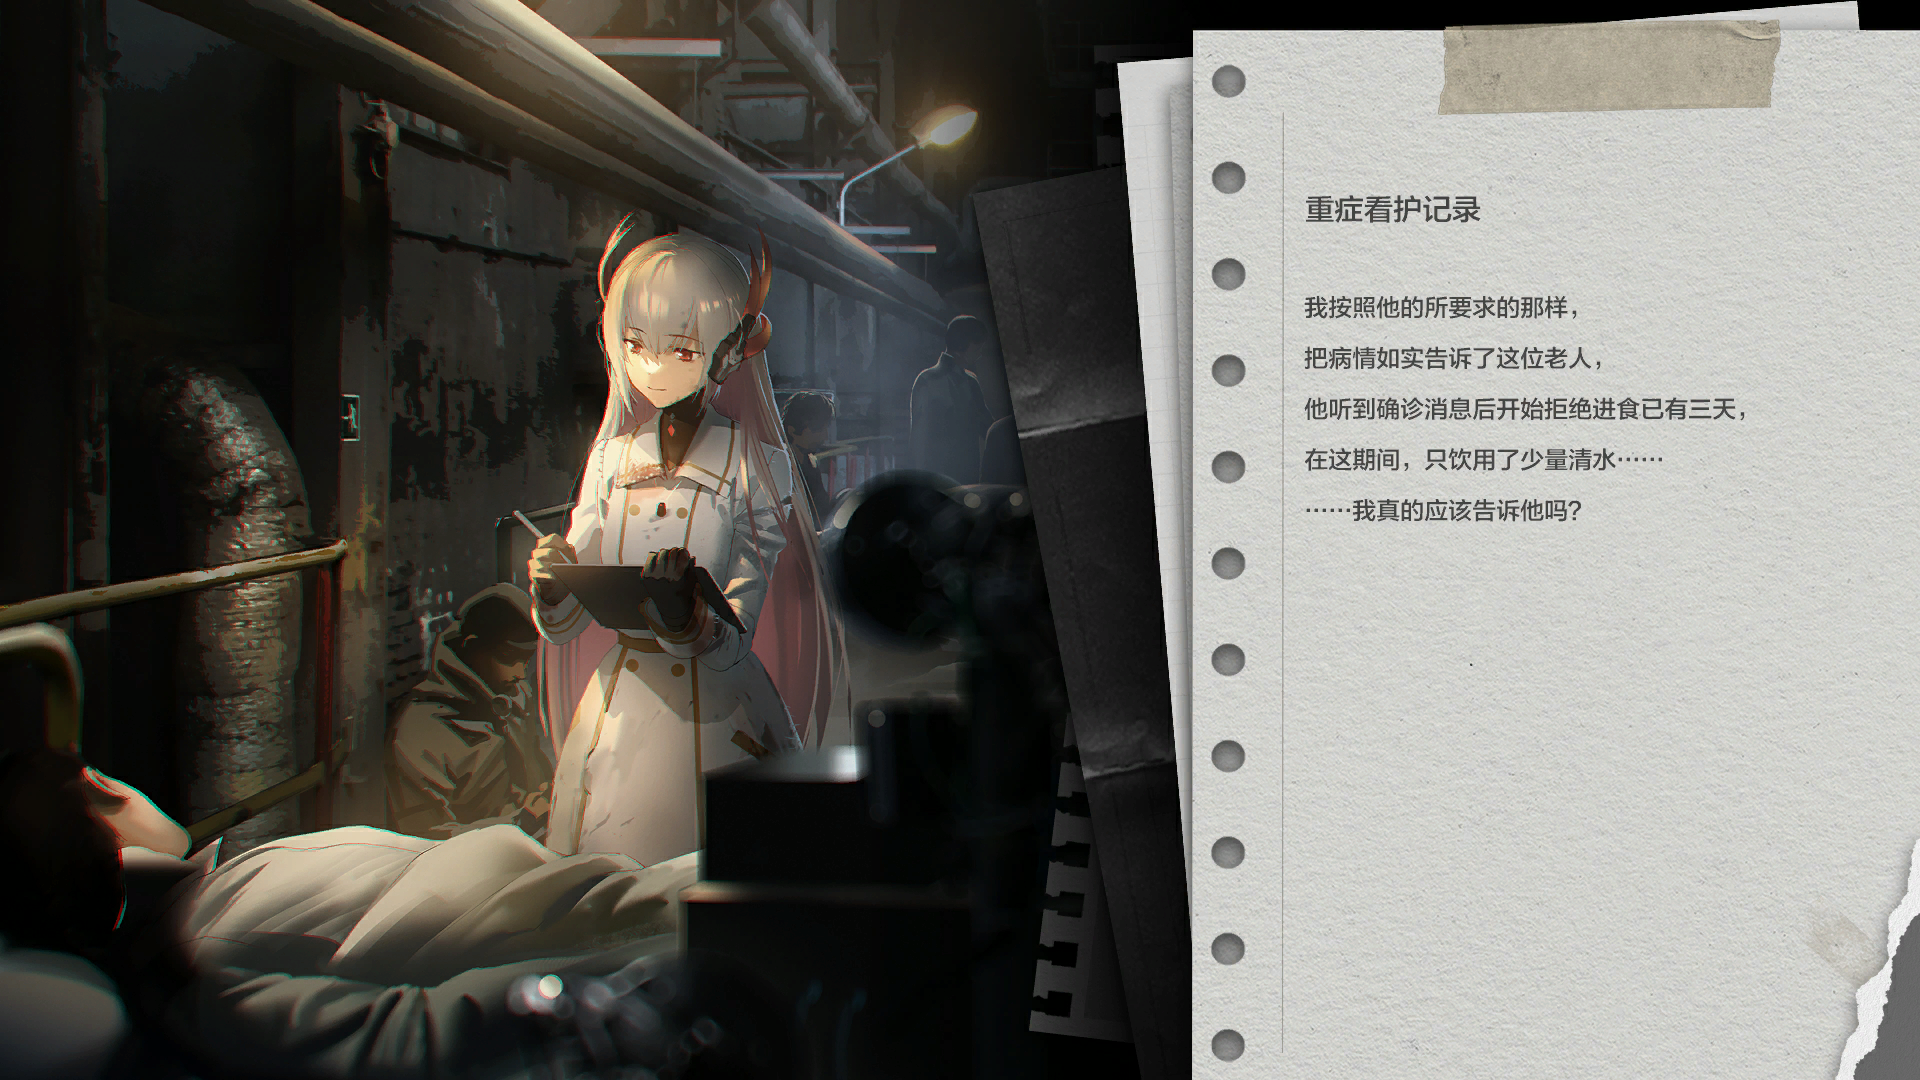 重症看护记录
我按照他的所要求的那样，
把病情如实告诉了这位老人，
他听到确诊消息后开始拒绝进食已有三天，
在这期间，只饮用了少量清水……
……我真的应该告诉他吗？